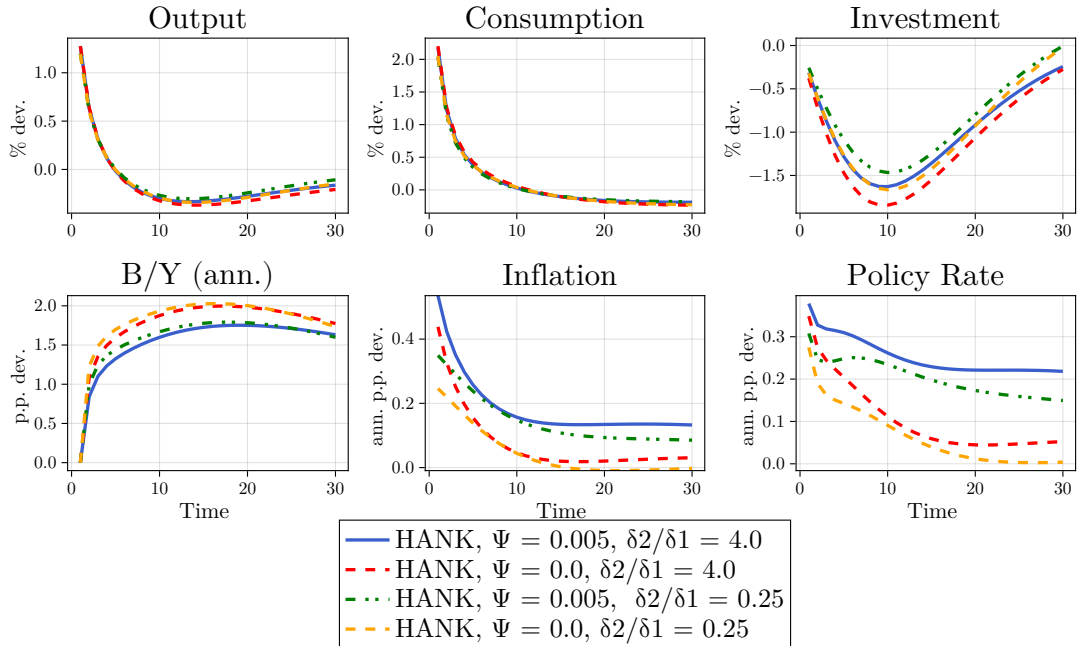 Output
Consumption
Investment
% dev.
1.0
0.5
0.0
0
10
20
30
% dev.
2.0
1.5
1.0
0.5
0.0
0
10
20
30
% dev.
0.0
−0.5
−1.0
−1.5
0
10
20
30
B/Y (ann.)
Inflation
Policy Rate
p.p. dev.
2.0
1.5
1.0
0.5
0.0
0
10
20
30
Time
ann. p.p. dev.
0.4
0.2
0.0
0
10
20
30
Time
ann. p.p. dev.
0.3
0.2
0.1
0.0
0
10
20
30
Time
HANK, Ψ = 0.005, δ2/δ1 = 4.0
HANK, Ψ = 0.0, δ2/δ1 = 4.0
HANK, Ψ = 0.005, δ2/δ1 = 0.25
HANK, Ψ = 0.0, δ2/δ1 = 0.25